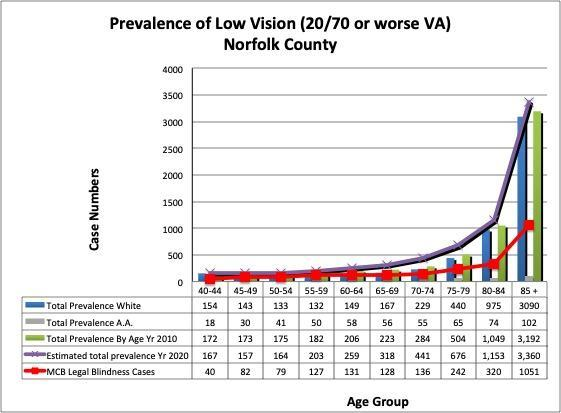 Prevalence of Low Vision (20/70 or worse VA)
Norfolk County
4000
3500
3000
2500
2000
1500
1000
500
0
Case Numbers
40-44 45-49 50-54 55-59 60-64 65-69 70-74 75-79 80-84 85 +
Total Prevalence White 154 143 133 132 149 167 229 440 975 3090
Total Prevalence A.A. 18 30 41 50 58 56 55 65 74 102
Total Prevalence By Age Yr 2010 172 173 175 182 206 223 284 504 1,049 3,192
Estimated total prevalence Yr 2020 167 157 164 203 259 318 441 676 1,153 3,360
MCB Legal Blindness Cases 40 82 79 127 131 128 136 242 320 1051
Age Group